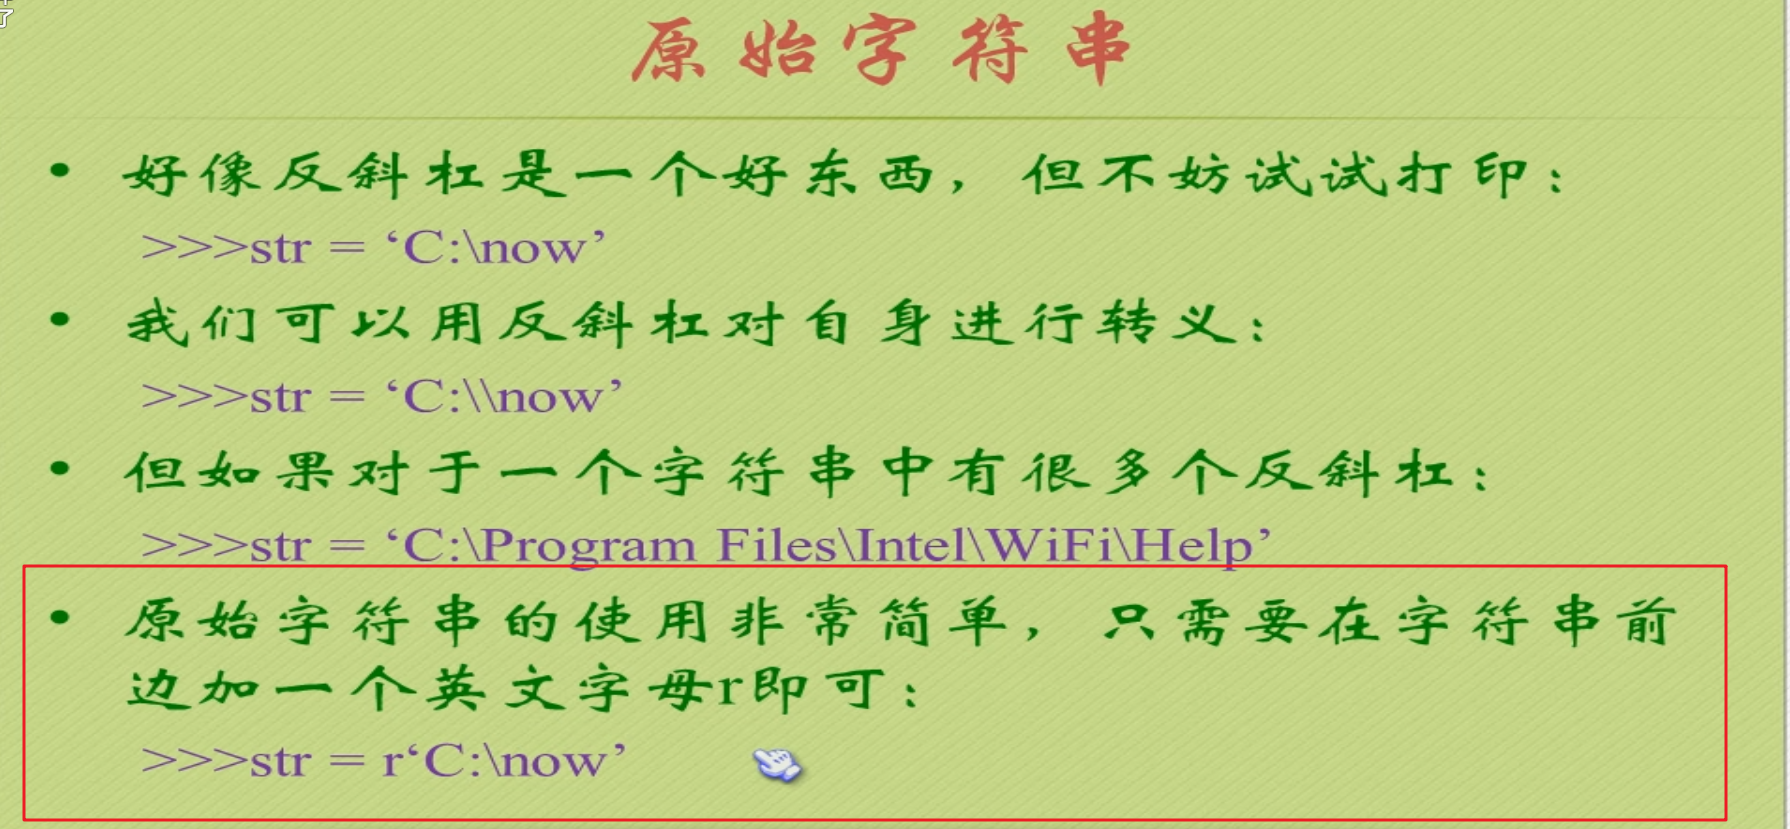 原始字符串
• 好像反斜杠是一个好东西，但不妨试试打印：
>>>str = ‘C:\now’
• 我们可以用反斜杠对自身进行转义：
>>>str = ‘C:\\now’
• 但如果对于一个字符串中有很多个反斜杠：
>>>str = ‘C:\Program Files\Intel\WiFi\Help’
• 原始字符串的使用非常简单，只需要在字符串前
边加一个英文字母r即可：
>>>str = r‘C:\now’